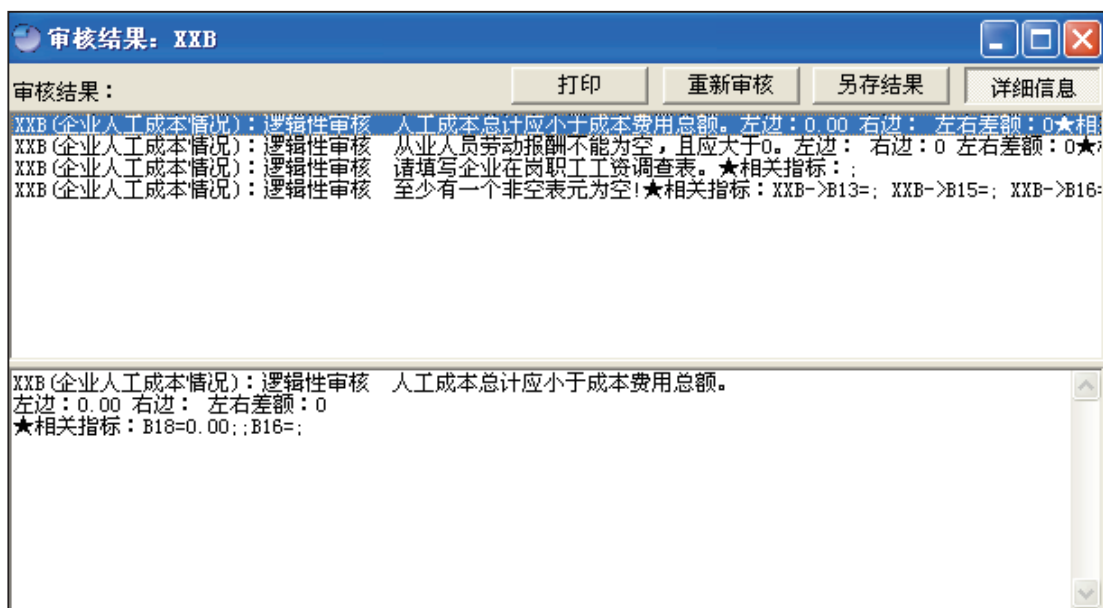 审核结果：XXB
审核结果：
打印 重新审核 另存结果 详细信息
XXB(企业人工成本情况)：逻辑性审核 人工成本总计应小于成本费用总额。左边：0.00 右边： 左右差额：0★相
XXB(企业人工成本情况)：逻辑性审核 从业人员劳动报酬不能为空，且应大于0。左边： 右边：0 左右差额：0★
XXB(企业人工成本情况)：逻辑性审核 请填写企业在岗职工工资调查表。★相关指标：;
XXB(企业人工成本情况)：逻辑性审核 至少有一个非空表元为空!★相关指标：XXB->B13=; XXB->B15=; XXB->B16=
XXB(企业人工成本情况)：逻辑性审核 人工成本总计应小于成本费用总额。
左边：0.00 右边： 左右差额：0
★相关指标：B18=0.00;;B16=;